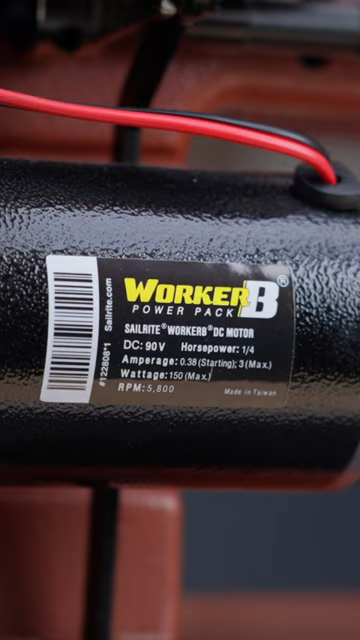 WORKERB®
POWER PACK
SAILRITE® WORKERB® DC MOTOR
DC: 90V Horsepower: 1/4
Amperage: 0.38 (Starting); 3 (Max.)
Wattage: 150 (Max.)
RPM: 5,800
Made in Taiwan
#122808*1 Sailrite.com